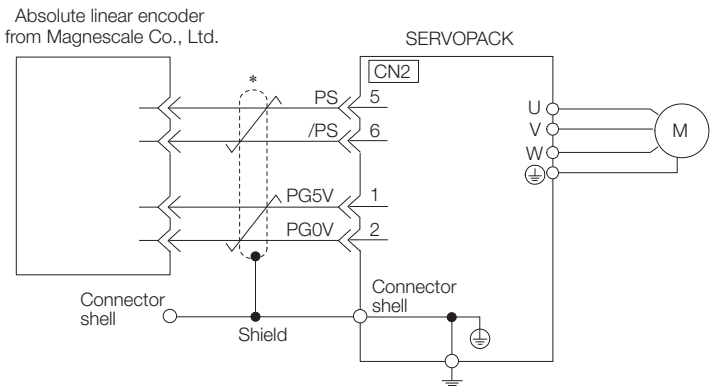 Absolute linear encoder
from Magnescale Co., Ltd.
SERVOPACK
CN2
*
PS 5
/PS 6
PG5V 1
PG0V 2
U
V
W
M
Connector
shell
Shield
Connector
shell